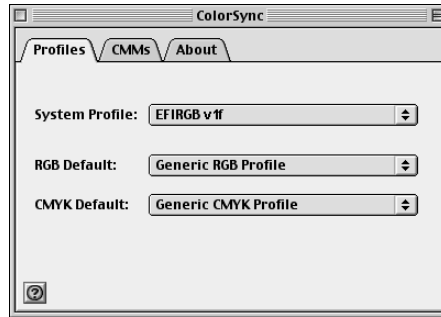 ColorSync
Profiles CMMs About
System Profile: EFIRGB v1f
RGB Default: Generic RGB Profile
CMYK Default: Generic CMYK Profile
?